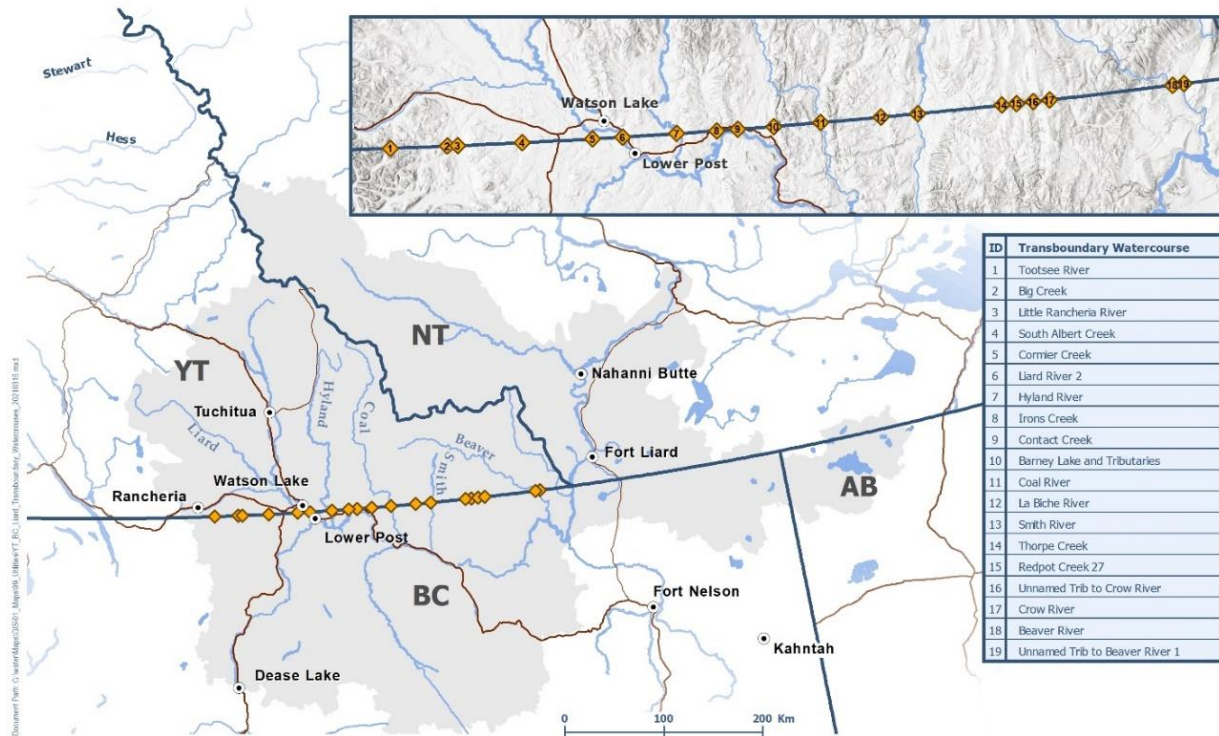 Stewart
Hess
Watson Lake
Lower Post
1
2
3
4
5
6
7
8
9
10
11
12
13
14
15
16
17
18
19
ID Transboundary Watercourse
1 Tootsee River
2 Big Creek
3 Little Rancheria River
4 South Albert Creek
5 Cormier Creek
6 Liard River 2
7 Hyland River
8 Irons Creek
9 Contact Creek
10 Barney Lake and Tributaries
11 Coal River
12 La Biche River
13 Smith River
14 Thorpe Creek
15 Redpot Creek 27
16 Unnamed Trib to Crow River
17 Crow River
18 Beaver River
19 Unnamed Trib to Beaver River 1
NT
YT
Nahanni Butte
Hyland
Coal
Tuchitua
Liard
Beaver
Smith
Fort Liard
Watson Lake
Rancheria
AB
Lower Post
BC
Fort Nelson
Kahntah
Dease Lake
0 100 200 Km